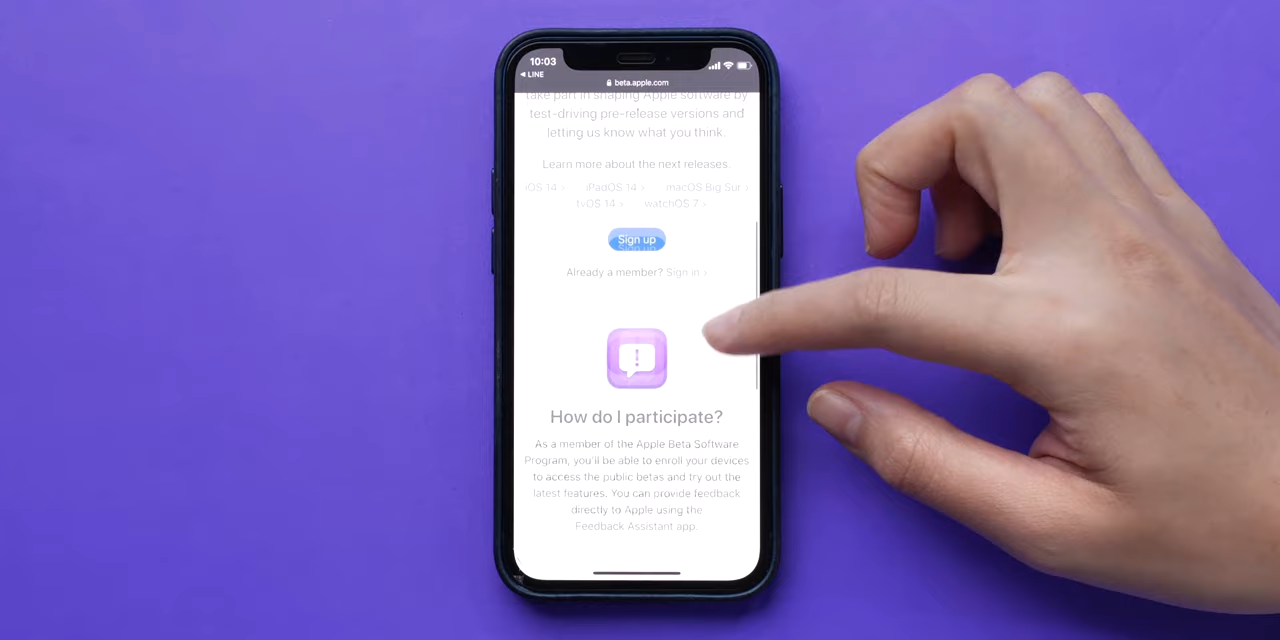 10:03
◀ LINE
beta.apple.com
take part in shaping Apple software by
test-driving pre-release versions and
letting us know what you think.
Learn more about the next releases.
iOS 14 › iPadOS 14 › macOS Big Sur ›
tvOS 14 › watchOS 7 ›
Sign up
Already a member? Sign in ›
How do I participate?
As a member of the Apple Beta Software
Program, you'll be able to enroll your devices
to access the public betas and try out the
latest features. You can provide feedback
directly to Apple using the
Feedback Assistant app.